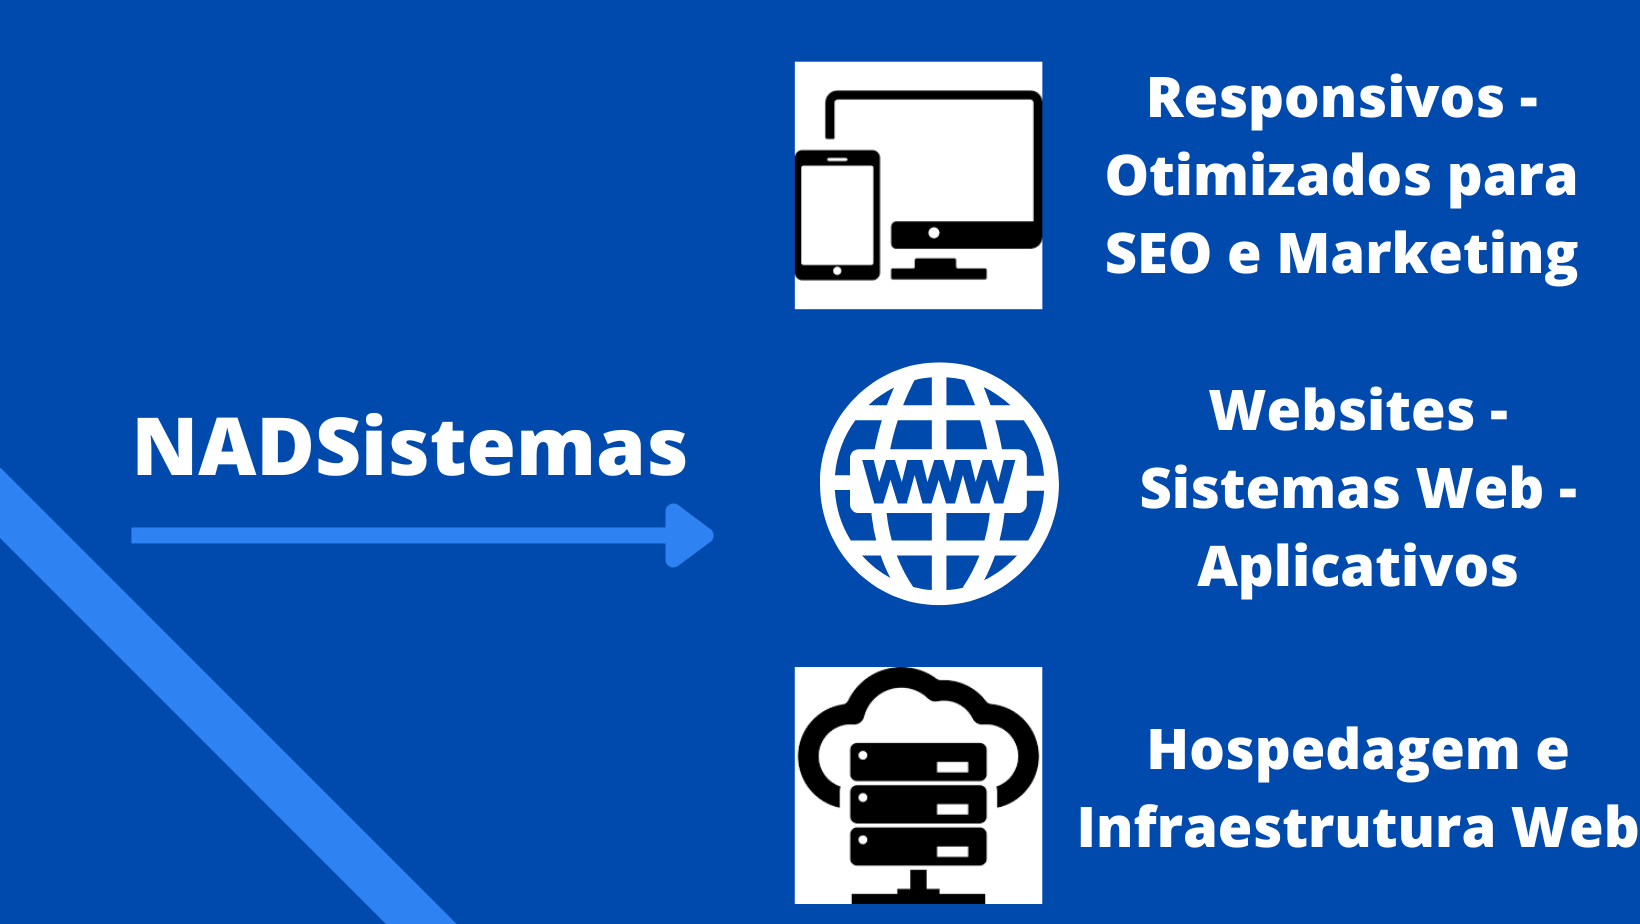 NADSistemas
Responsivos -
Otimizados para
SEO e Marketing
WWW
Websites -
Sistemas Web -
Aplicativos
Hospedagem e
Infraestrutura Web